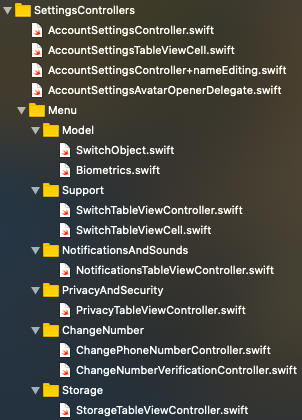 SettingsControllers
AccountSettingsController.swift
AccountSettingsTableViewCell.swift
AccountSettingsController+nameEditing.swift
AccountSettingsAvatarOpenerDelegate.swift
Menu
Model
SwitchObject.swift
Biometrics.swift
Support
SwitchTableViewController.swift
SwitchTableViewCell.swift
NotificationsAndSounds
NotificationsTableViewController.swift
PrivacyAndSecurity
PrivacyTableViewController.swift
ChangeNumber
ChangePhoneNumberController.swift
ChangeNumberVerificationController.swift
Storage
StorageTableViewController.swift